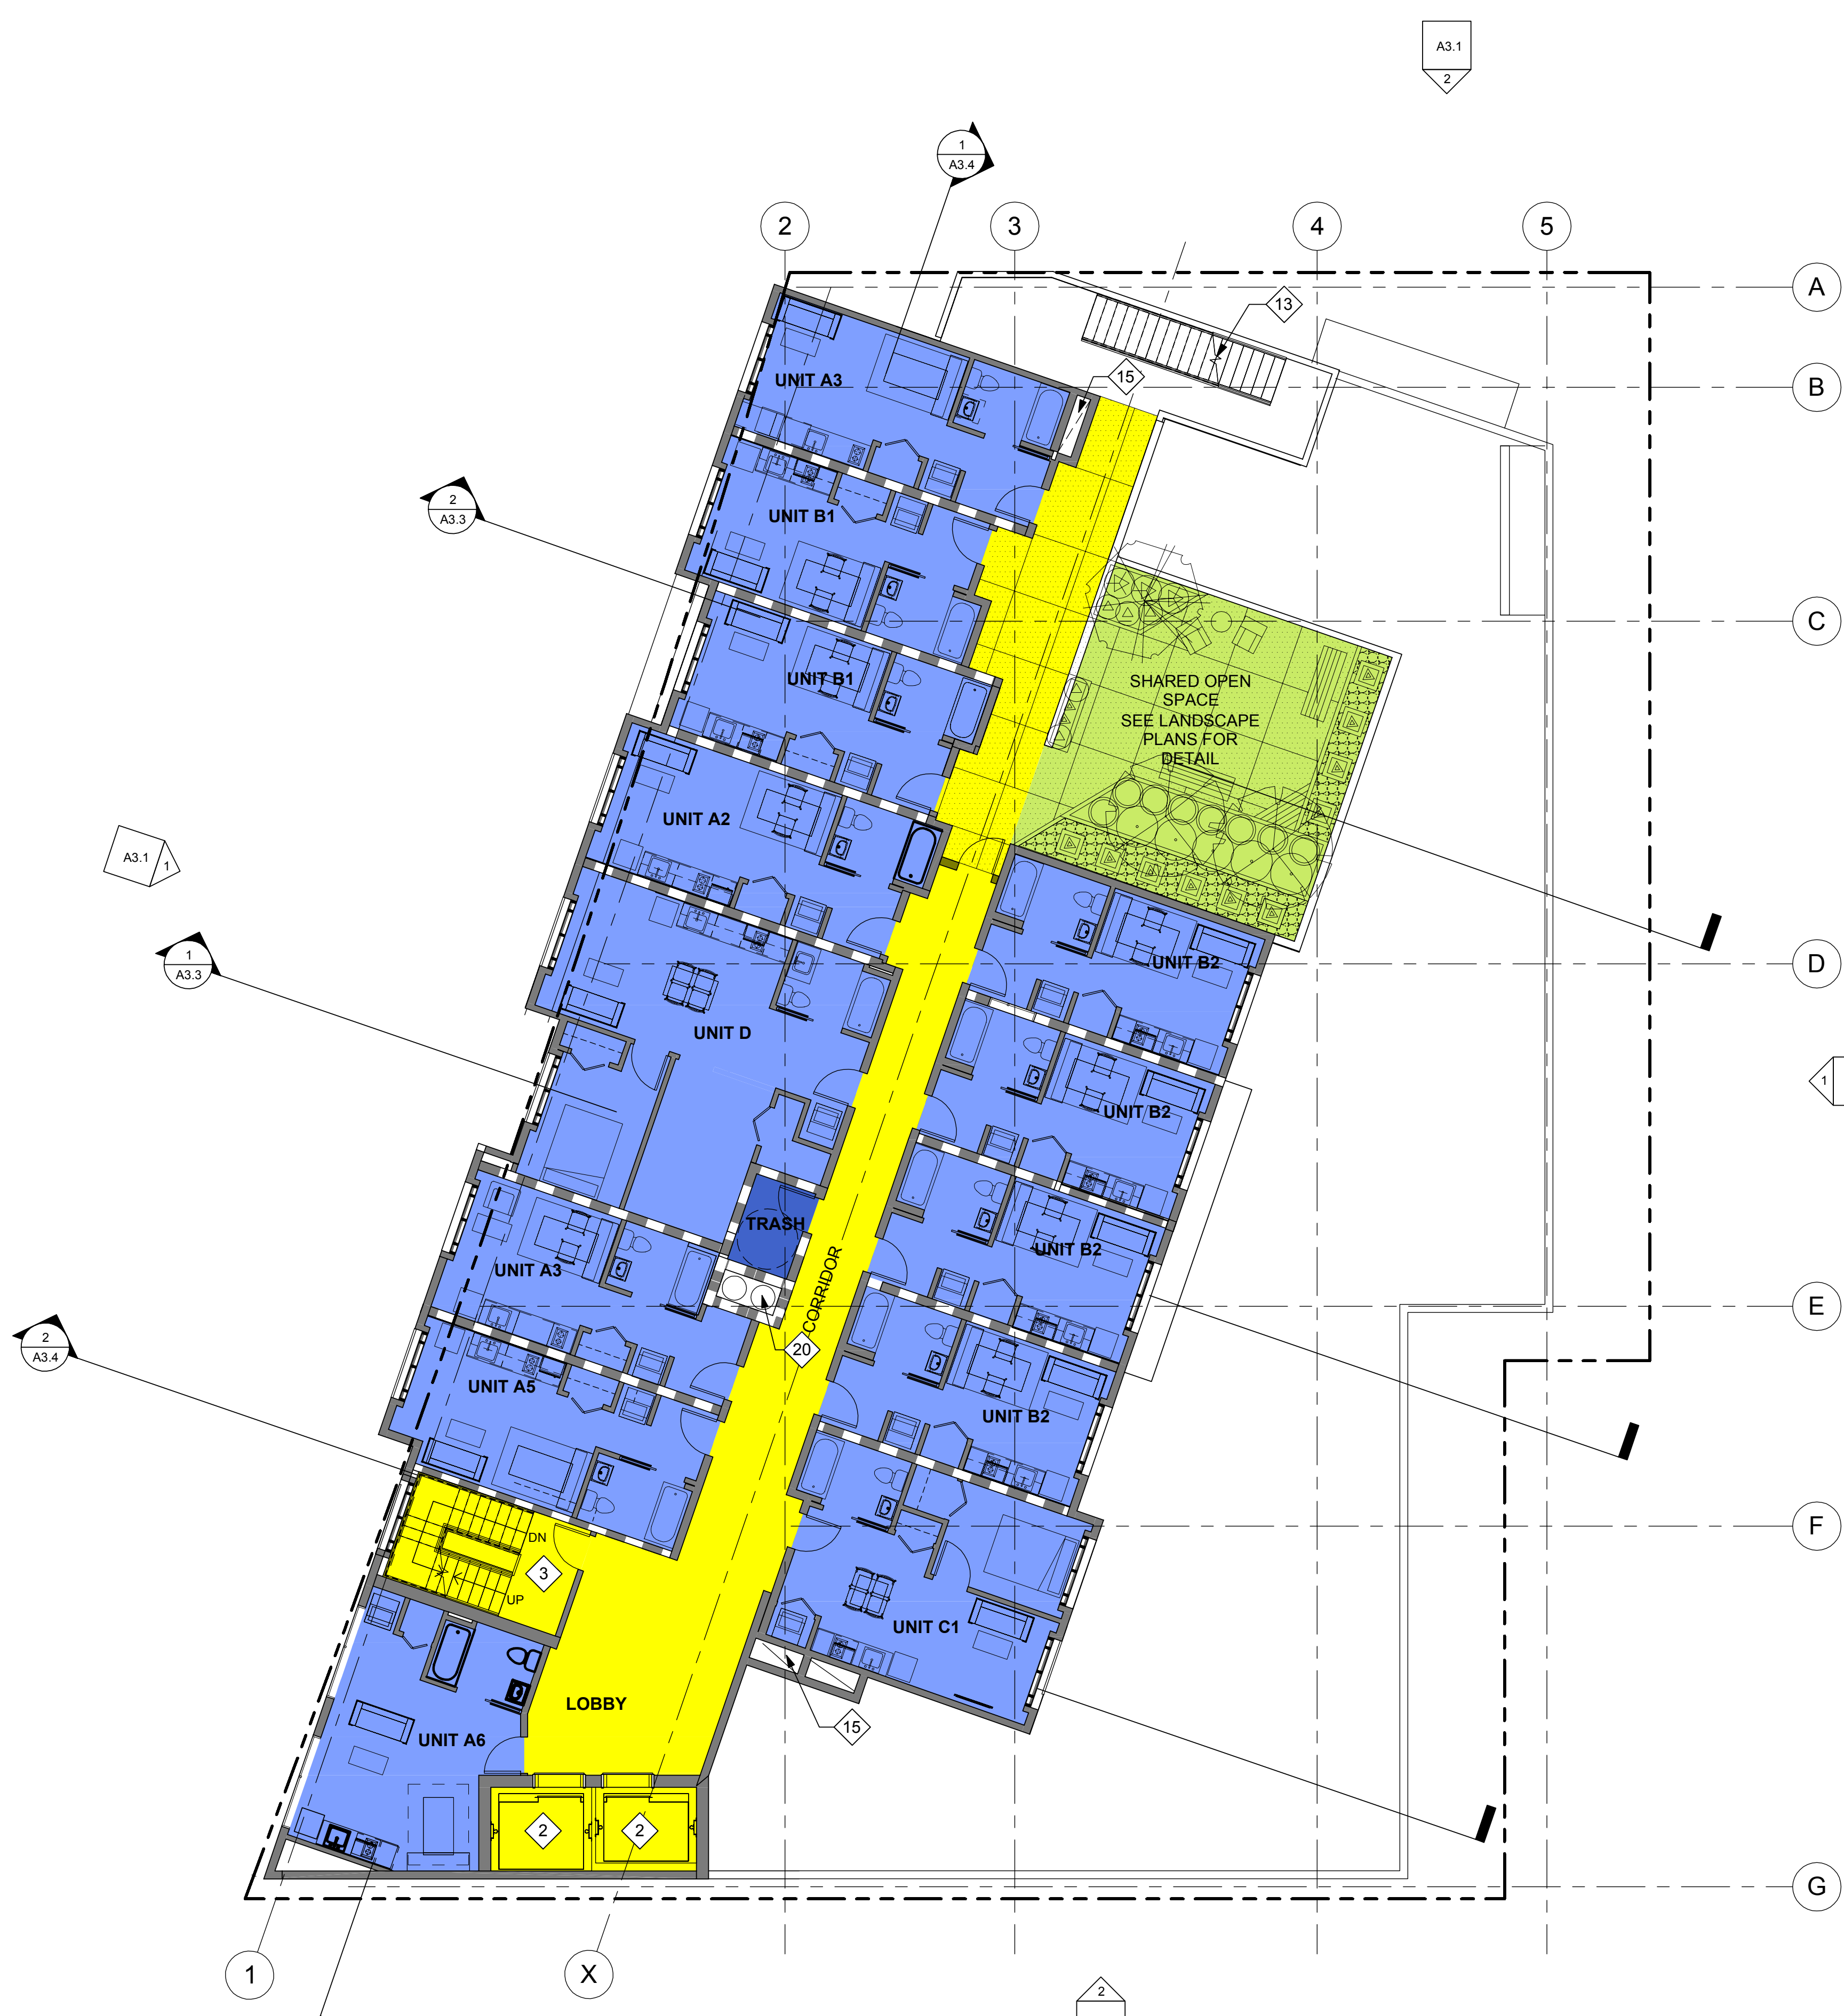 A3.1
2
1
A3.4
2
3
4
5
A
13
UNIT A3
15
B
2
A3.3
UNIT B1
C
UNIT B1
SHARED OPEN
SPACE
SEE LANDSCAPE
PLANS FOR
DETAIL
UNIT A2
A3.1
1
1
A3.3
UNIT B2
D
UNIT D
1
UNIT B2
TRASH
UNIT B2
UNIT A3
CORRIDOR
E
2
A3.4
20
UNIT A5
UNIT B2
DN
F
3
UP
UNIT C1
LOBBY
15
UNIT A6
2
2
G
1
X
2